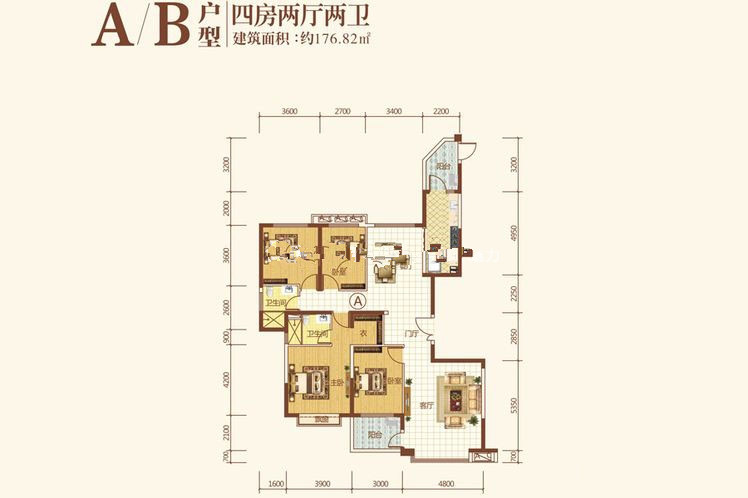 A/B户型
四房两厅两卫
建筑面积：约176.82㎡
3600 2700 3400 2200
阳台
3200 3200
2000
4950
3600
卧室
2250
2600
卫生间
A
卫生间 衣 门厅
900
2850
4200
主卧 卧室
客厅
5350
飘窗
阳台
2100
700 700
1600 3900 3000 4800